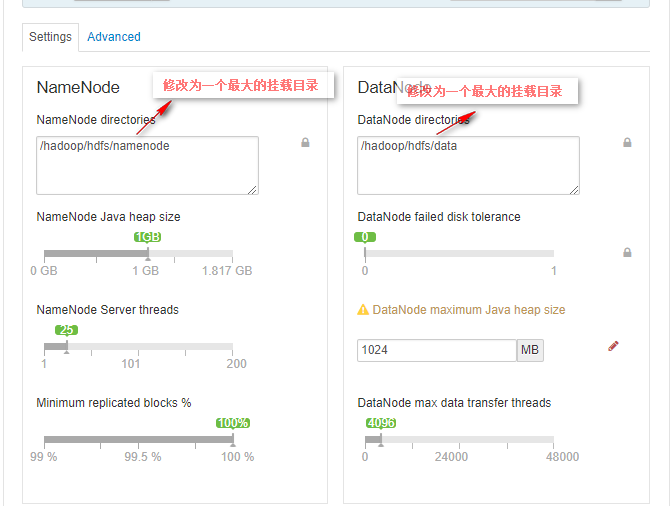 Settings
Advanced
NameNode
修改为一个最大的挂载目录
NameNode directories
/hadoop/hdfs/namenode
NameNode Java heap size
1GB
0 GB
1 GB
1.817 GB
NameNode Server threads
25
1
101
200
Minimum replicated blocks %
100%
99 %
99.5 %
100 %
DataNode
修改为一个最大的挂载目录
DataNode directories
/hadoop/hdfs/data
DataNode failed disk tolerance
0
0
1
DataNode maximum Java heap size
1024
MB
DataNode max data transfer threads
4096
0
24000
48000